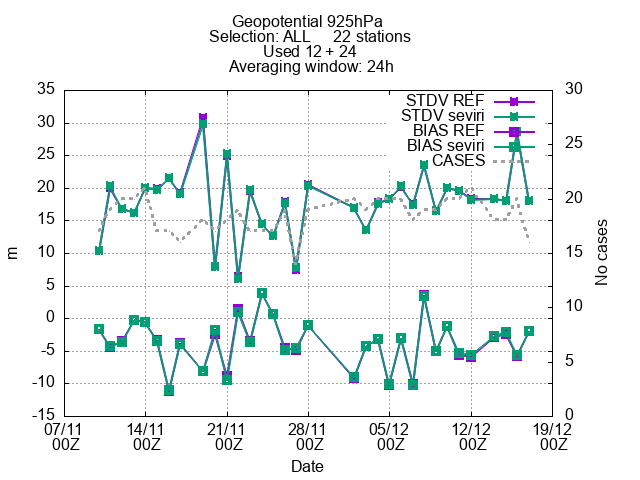 Geopotential 925hPa
Selection: ALL 22 stations
Used 12 + 24
Averaging window: 24h
35 30
30 25
25 20
20 15
15 10
10 5
5 0
0
-5
-10
-15
m
No cases
STDV REF
STDV seviri
BIAS REF
BIAS seviri
CASES
07/11 14/11 21/11 28/11 05/12 12/12 19/12
00Z 00Z 00Z 00Z 00Z 00Z 00Z
Date